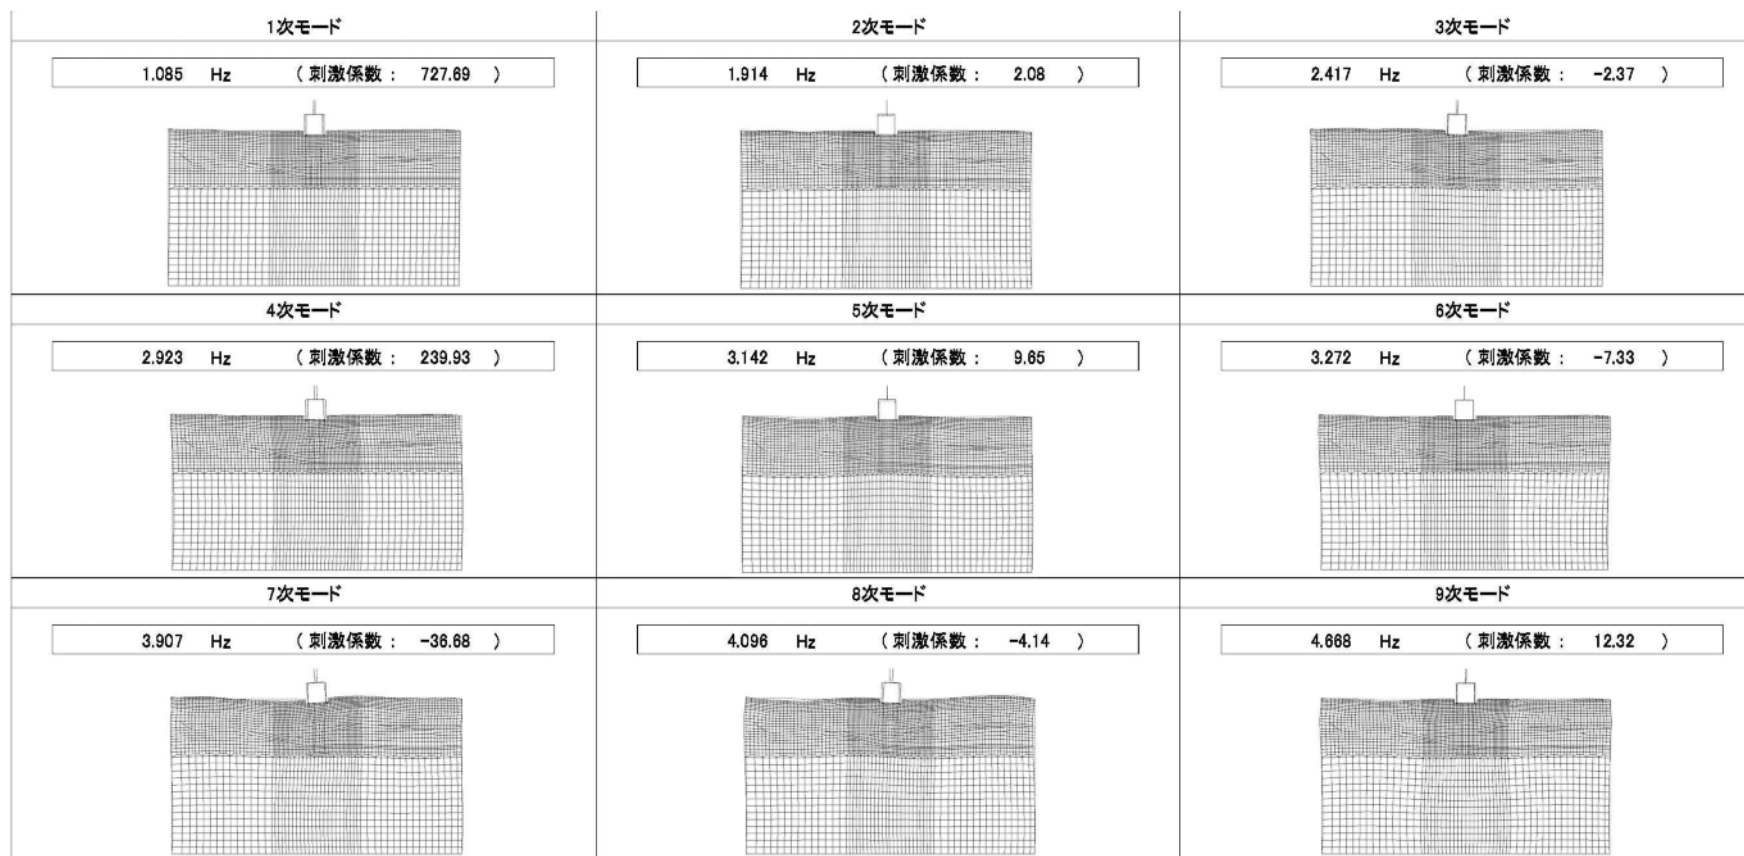 1次モード 2次モード 3次モード
1.085 Hz ( 刺激係数 : 727.69 ) 1.914 Hz ( 刺激係数 : 2.08 ) 2.417 Hz ( 刺激係数 : -2.37 )
4次モード 5次モード 6次モード
2.923 Hz ( 刺激係数 : 239.93 ) 3.142 Hz ( 刺激係数 : 9.65 ) 3.272 Hz ( 刺激係数 : -7.33 )
7次モード 8次モード 9次モード
3.907 Hz ( 刺激係数 : -36.68 ) 4.096 Hz ( 刺激係数 : -4.14 ) 4.668 Hz ( 刺激係数 : 12.32 )